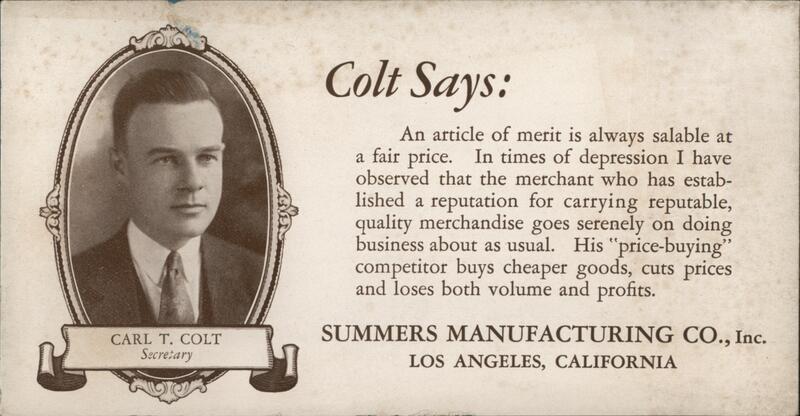 Colt Says:
An article of merit is always salable at
a fair price. In times of depression I have
observed that the merchant who has estab-
lished a reputation for carrying reputable,
quality merchandise goes serenely on doing
business about as usual. His "price-buying"
competitor buys cheaper goods, cuts prices
and loses both volume and profits.
SUMMERS MANUFACTURING CO., Inc.
LOS ANGELES, CALIFORNIA
CARL T. COLT
Secretary